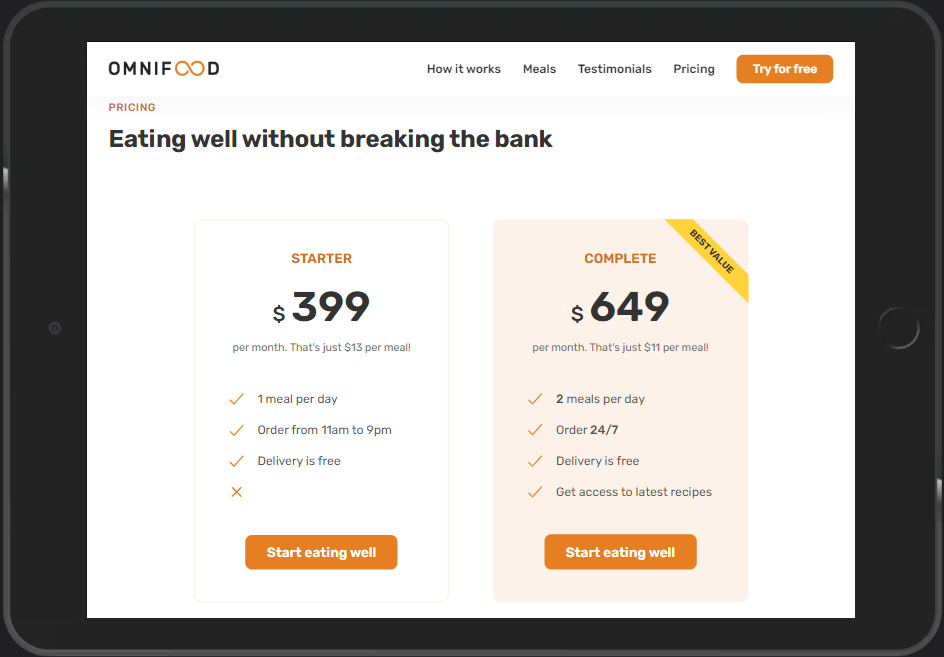 OMNIFOOD
How it works Meals Testimonials Pricing Try for free
PRICING
Eating well without breaking the bank
BEST VALUE
STARTER
$ 399
per month. That's just $13 per meal!
1 meal per day
Order from 11am to 9pm
Delivery is free
Start eating well
COMPLETE
$ 649
per month. That's just $11 per meal!
2 meals per day
Order 24/7
Delivery is free
Get access to latest recipes
Start eating well